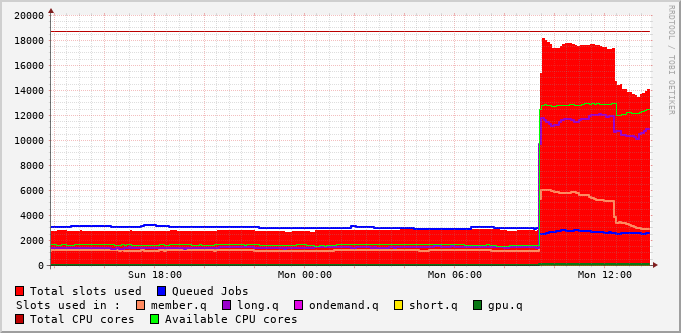 20000
18000
16000
14000
12000
10000
8000
6000
4000
2000
0
Sun 18:00 Mon 00:00 Mon 06:00 Mon 12:00
RRDTOOL / TOBI OETIKER
Total slots used Queued Jobs
Slots used in : member.q long.q ondemand.q short.q gpu.q
Total CPU cores Available CPU cores